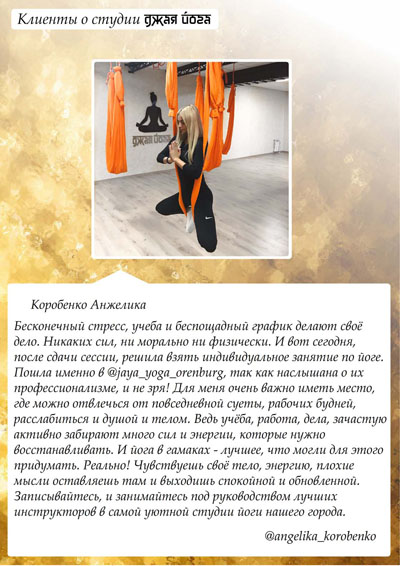 Клиенты о студии Джая Йога
Джая Йога
Коробенко Анжелика
Бесконечный стресс, учеба и беспощадный график делают своё
дело. Никаких сил, ни морально ни физически. И вот сегодня,
после сдачи сессии, решила взять индивидуальное занятие по йоге.
Пошла именно в @jaya_yoga_orenburg, так как наслышана о их
профессионализме, и не зря! Для меня очень важно иметь место,
где можно отвлечься от повседневной суеты, рабочих будней,
расслабиться и душой и телом. Ведь учёба, работа, дела, зачастую
активно забирают много сил и энергии, которые нужно
восстанавливать. И йога в гамаках - лучшее, что могли для этого
придумать. Реально! Чувствуешь своё тело, энергию, плохие
мысли оставляешь там и выходишь спокойной и обновленной.
Записывайтесь, и занимайтесь под руководством лучших
инструкторов в самой уютной студии йоги нашего города.
@angelika_korobenko